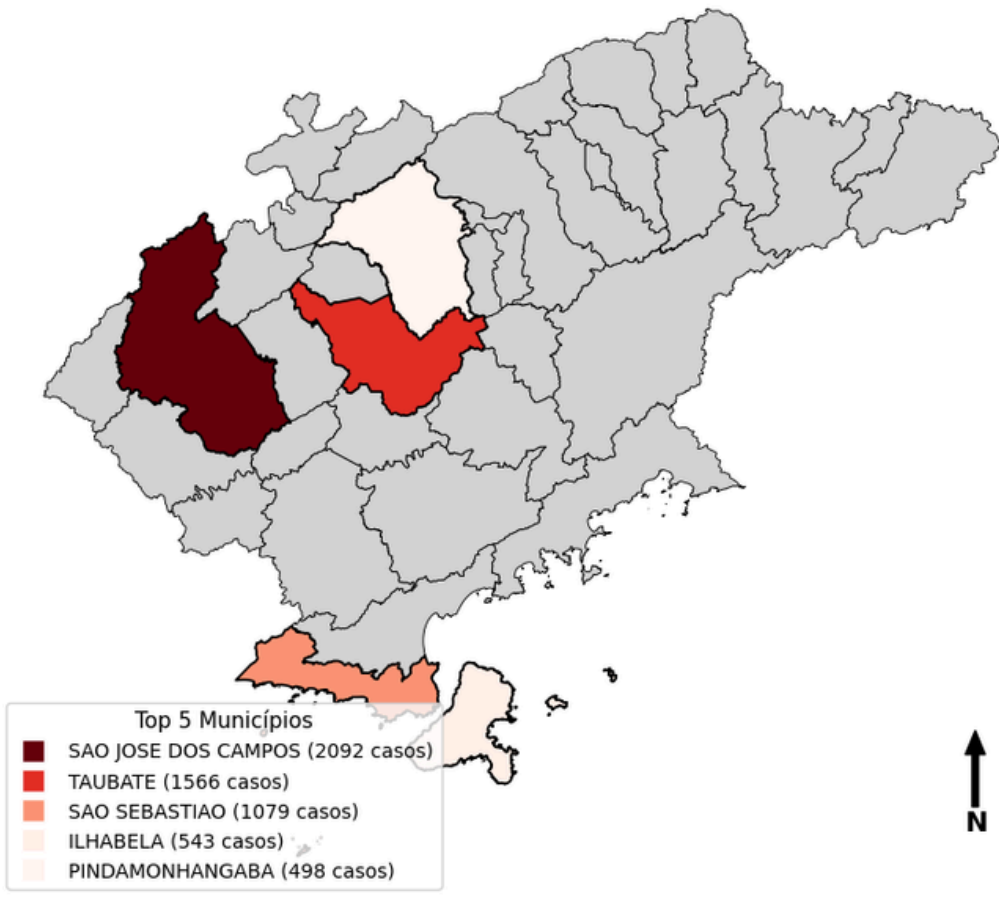 Top 5 Municípios
SAO JOSE DOS CAMPOS (2092 casos)
TAUBATE (1566 casos)
SAO SEBASTIAO (1079 casos)
ILHABELA (543 casos)
PINDAMONHANGABA (498 casos)
N